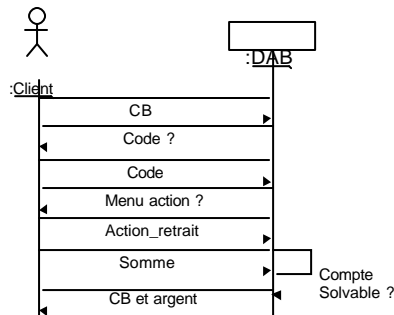 :DAB
:Client
CB
Code ?
Code
Menu action ?
Action_retrait
Somme
Compte
Solvable ?
CB et argent